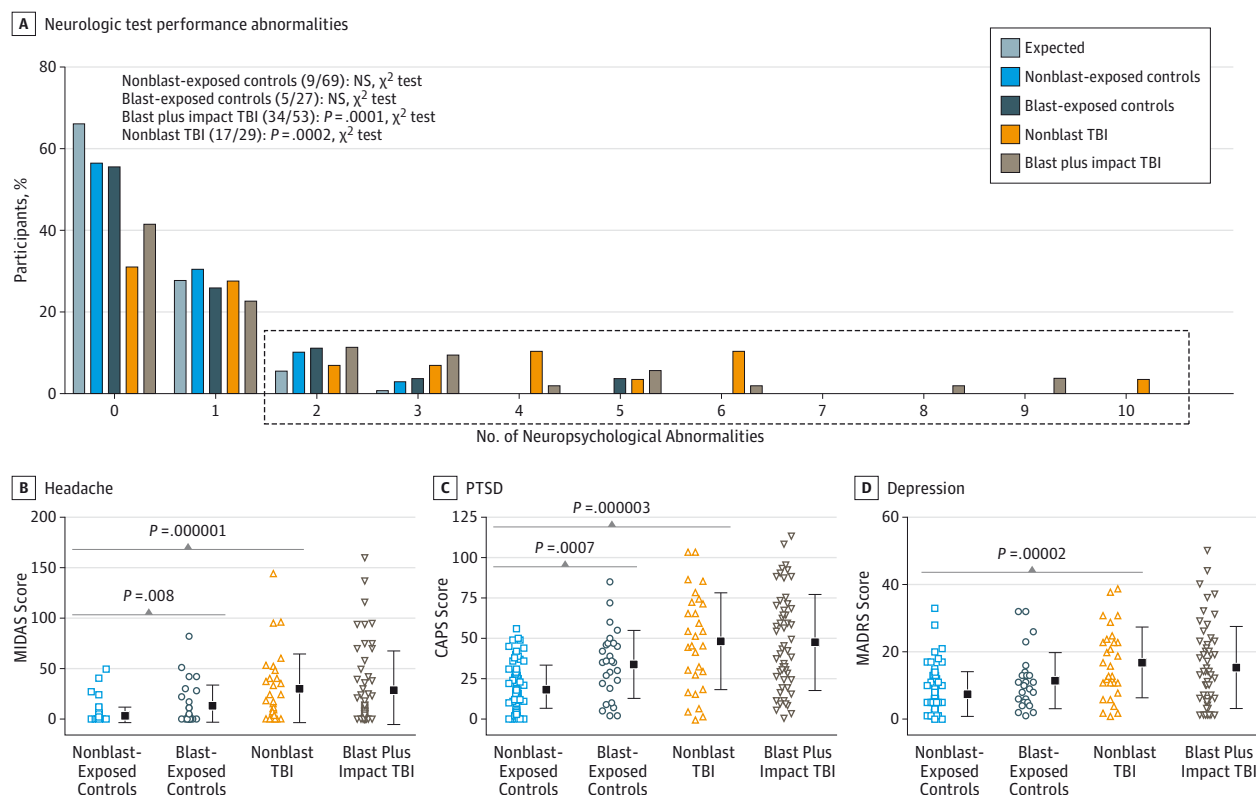 A Neurologic test performance abnormalities
Expected
Nonblast-exposed controls
Blast-exposed controls
Nonblast TBI
Blast plus impact TBI
Nonblast-exposed controls (9/69): NS, χ² test
Blast-exposed controls (5/27): NS, χ² test
Blast plus impact TBI (34/53): P = .0001, χ² test
Nonblast TBI (17/29): P = .0002, χ² test
Participants, %
80
60
40
20
0
0 1 2 3 4 5 6 7 8 9 10
No. of Neuropsychological Abnormalities
B Headache
MIDAS Score
200
150
100
50
0
P = .000001
P = .008
Nonblast-
Exposed
Controls
Blast-
Exposed
Controls
Nonblast
TBI
Blast Plus
Impact TBI
C PTSD
CAPS Score
125
100
75
50
25
0
P = .000003
P = .0007
Nonblast-
Exposed
Controls
Blast-
Exposed
Controls
Nonblast
TBI
Blast Plus
Impact TBI
D Depression
MADRS Score
60
40
20
0
P = .00002
Nonblast-
Exposed
Controls
Blast-
Exposed
Controls
Nonblast
TBI
Blast Plus
Impact TBI